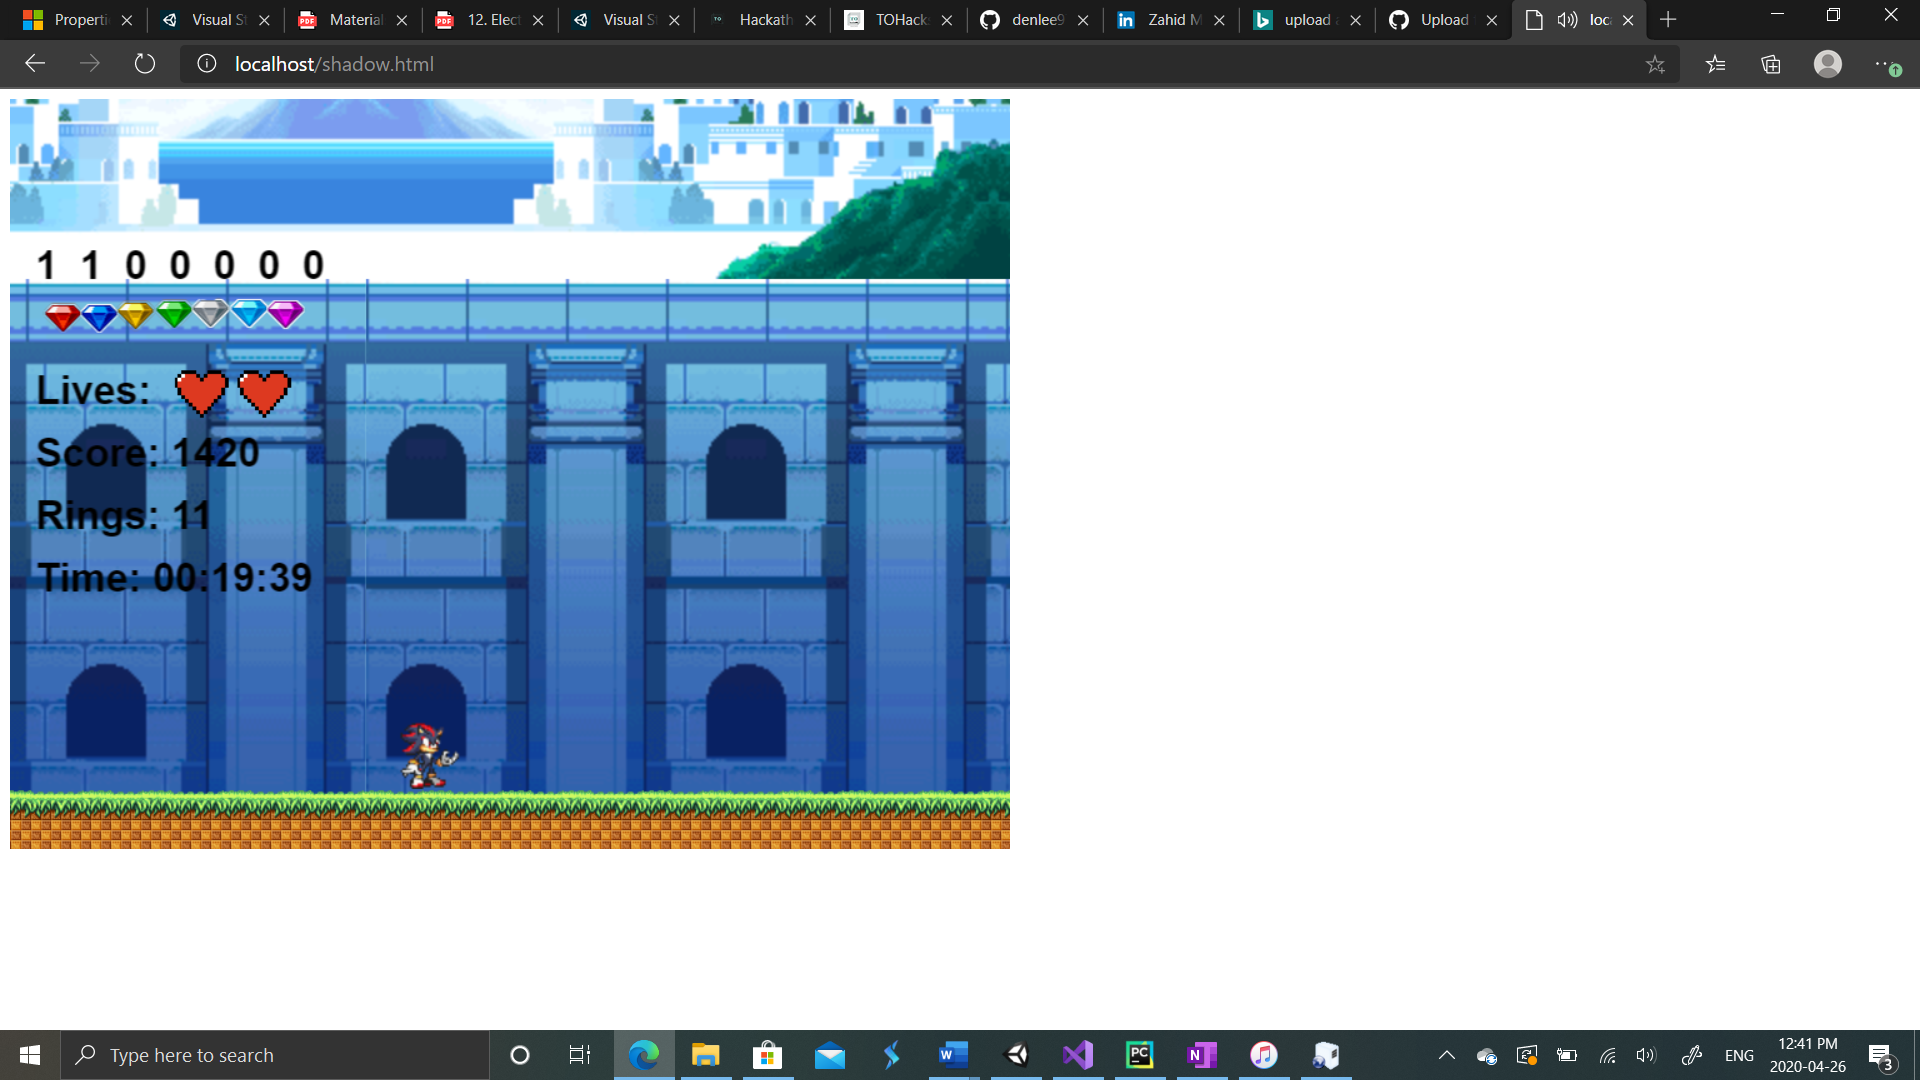 Properti
Visual St
Material
12. Elect
Visual St
Hackath
TOHack
denlee9
Zahid M
upload a
Upload
loc
localhost/shadow.html
1 1 0 0 0 0 0
Lives:
Score: 1420
Rings: 11
Time: 00:19:39
Type here to search
ENG
12:41 PM
2020-04-26
3